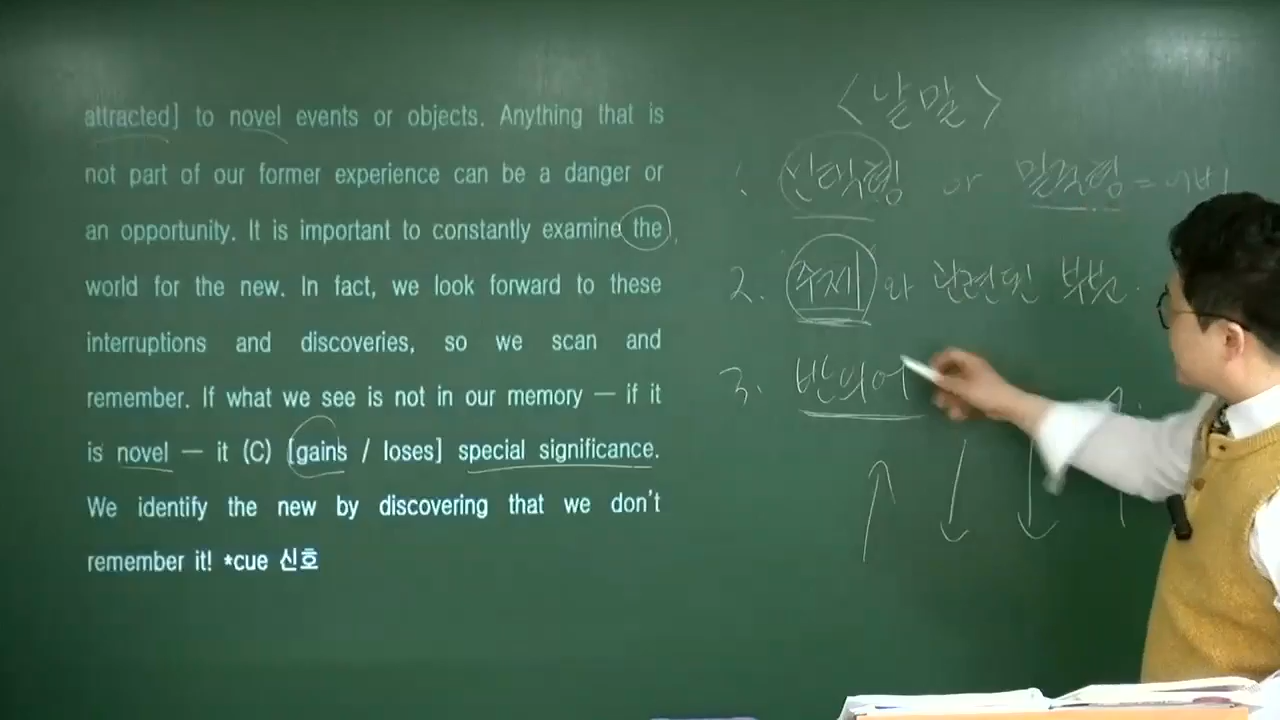 attracted] to novel events or objects. Anything that is
not part of our former experience can be a danger or
an opportunity. It is important to constantly examine the
world for the new. In fact, we look forward to these
interruptions and discoveries, so we scan and
remember. If what we see is not in our memory — if it
is novel — it (C) [gains / loses] special significance.
We identify the new by discovering that we don't
remember it! *cue 신호
<낱말>
1. 선택형 or 밑줄형 = 어법
2. 주제와 관련된 부분.
3. 반의어